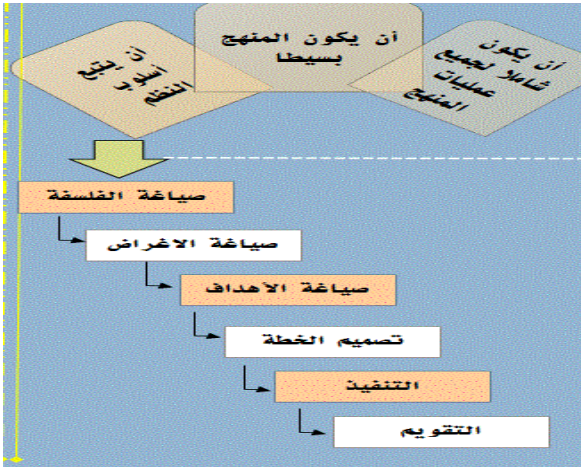 أن يكون
شاملا لجميع
عمليات
المنهج
أن يكون المنهج
بسيطا
أن يتبع
أسلوب
النظم
صياغة الفلسفة
صياغة الاغراض
صياغة الأهداف
تصميم الخطة
التنفيذ
التقويم